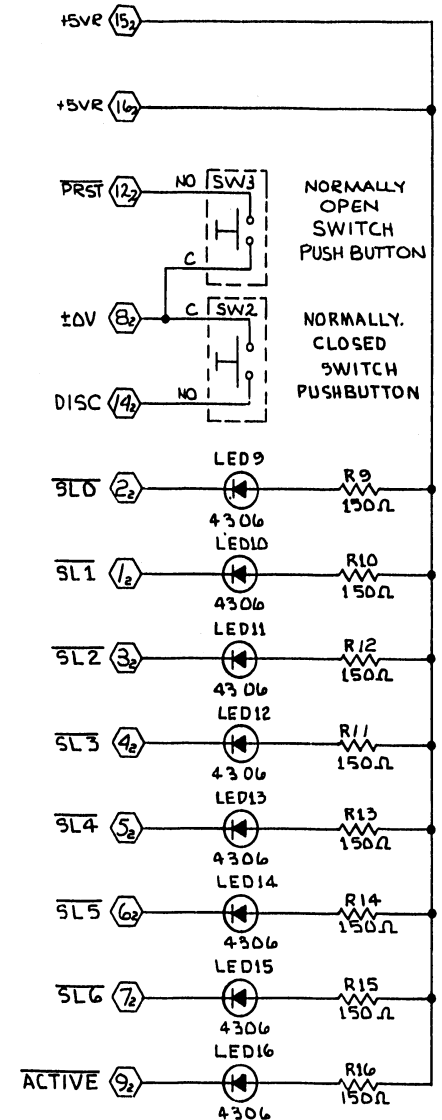 +5VR 15₂
+5VR 16₂
PRST 12₂ NO SW3
C
NORMALLY
OPEN
SWITCH
PUSH BUTTON
±0V 8₂ C SW2
DISC 14₂ NO
NORMALLY.
CLOSED
SWITCH
PUSHBUTTON
LED9
SL0 2₂ R9
4306 150Ω
LED10
SL1 1₂ R10
4306 150Ω
LED11
SL2 3₂ R12
4306 150Ω
LED12
SL3 4₂ R11
4306 150Ω
LED13
SL4 5₂ R13
4306 150Ω
LED14
SL5 6₂ R14
4306 150Ω
LED15
SL6 7₂ R15
4306 150Ω
LED16
ACTIVE 9₂ R16
4306 150Ω